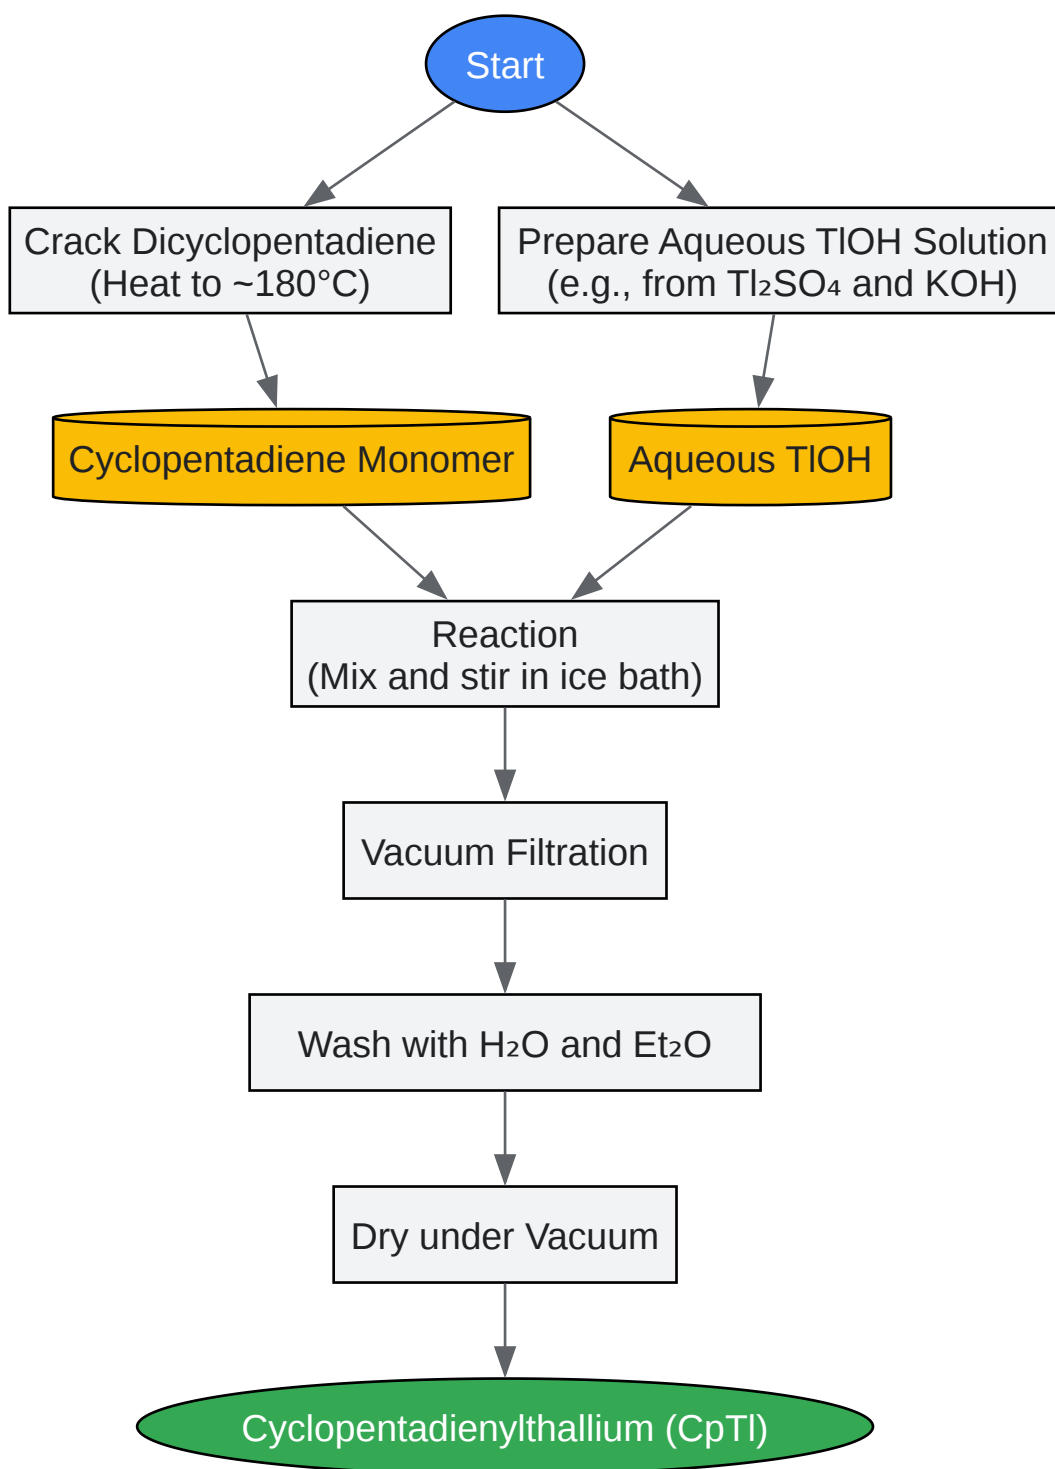 Start
Crack Dicyclopentadiene
(Heat to ~180°C)
Prepare Aqueous TlOH Solution
(e.g., from Tl₂SO₄ and KOH)
Cyclopentadiene Monomer
Aqueous TlOH
Reaction
(Mix and stir in ice bath)
Vacuum Filtration
Wash with H₂O and Et₂O
Dry under Vacuum
Cyclopentadienylthallium (CpTl)